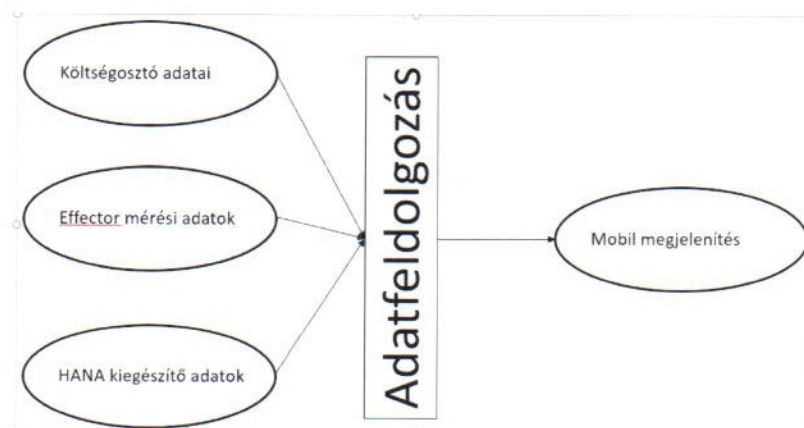 Költségosztó adatai
Effector mérési adatok
HANA kiegészítő adatok
Adatfeldolgozás
Mobil megjelenítés